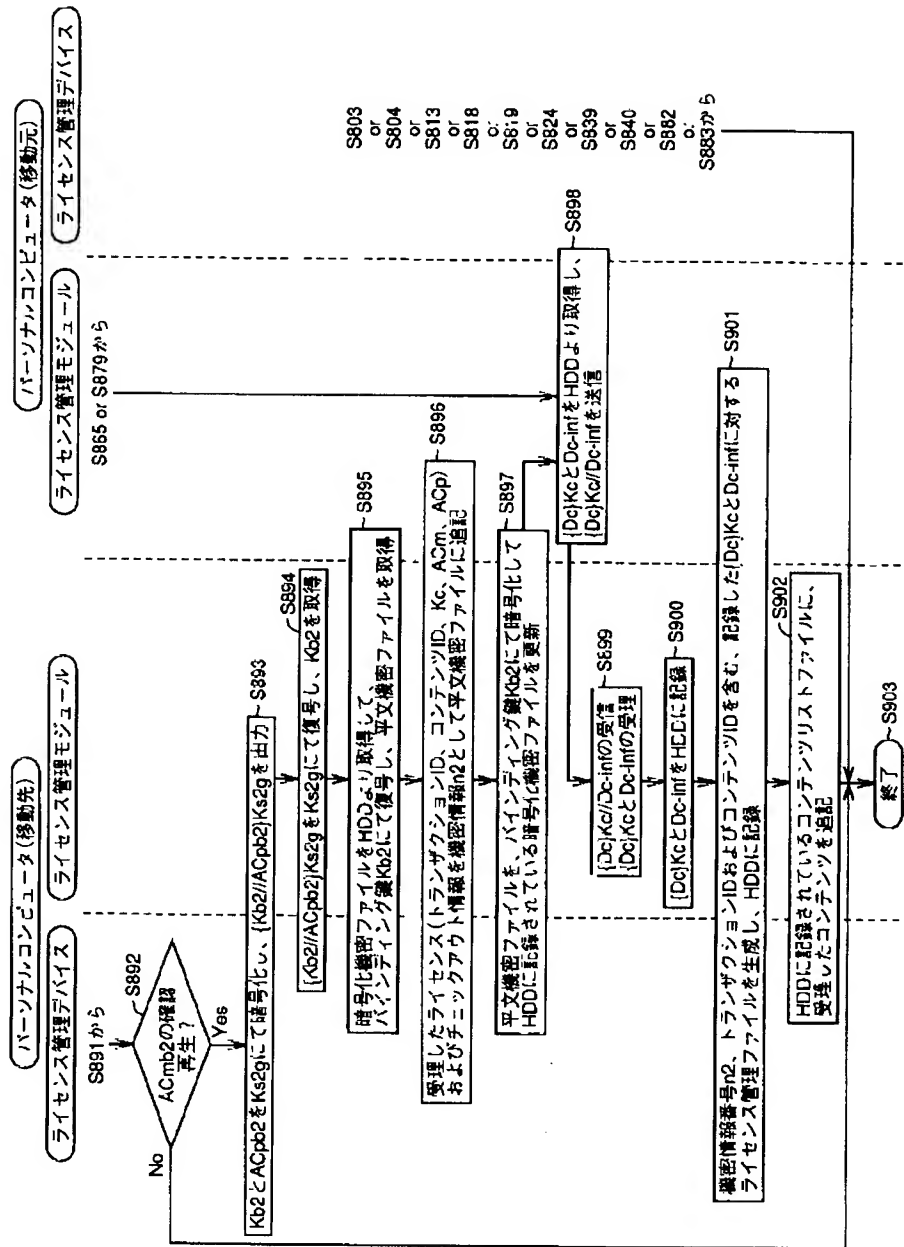 パーソナルコンピュータ(移動先)
パーソナルコンピュータ(移動元)
ライセンス管理デバイス
ライセンス管理モジュール
ライセンス管理モジュール
ライセンス管理デバイス
S891から
S865 or S879から
S892
ACmb2の確認
再生?
No
Yes
Kb2とACpb2をKs2gにて暗号化し、{Kb2//ACpb2}Ks2gを出力
S893
{Kb2//ACpb2}Ks2gをKs2gにて復号し、Kb2を取得
S894
暗号化機密ファイルをHDDより取得して、
バインディング鍵Kb2にて復号し、平文機密ファイルを取得
S895
受理したライセンス(トランザクションID、コンテンツID、Kc、ACm、ACp)
およびチェックアウト情報を機密情報n2として平文機密ファイルに追記
S896
平文機密ファイルを、バインディング鍵Kb2にて暗号化して
HDDに記録されている暗号化機密ファイルを更新
S897
{Dc}KcとDc-infをHDDより取得し、
{Dc}Kc//Dc-infを送信
S898
{Dc}Kc//Dc-infの受信
{Dc}KcとDc-infの受理
S899
{Dc}KcとDc-infをHDDに記録
S900
機密情報番号n2、トランザクションIDおよびコンテンツIDを含む、記録した{Dc}KcとDc-infに対する
ライセンス管理ファイルを生成し、HDDに記録
S901
HDDに記録されているコンテンツリストファイルに、
受理したコンテンツを追記
S902
S803
or
S804
or
S813
or
S818
or
S819
or
S824
or
S839
or
S840
or
S882
or
S883から
終了
S903